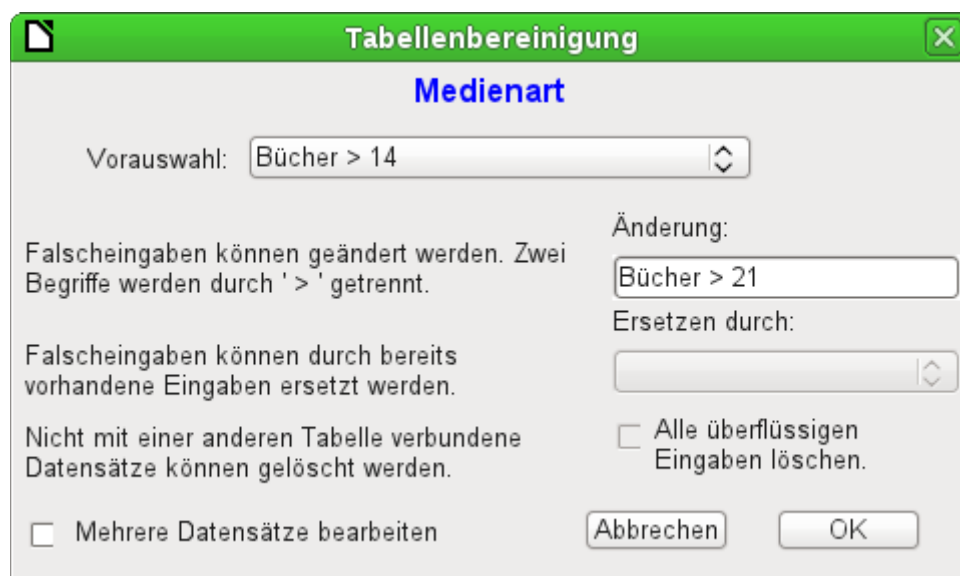 Tabellenbereinigung
Medienart
Vorauswahl: Bücher > 14
Falscheingaben können geändert werden. Zwei
Begriffe werden durch ' > ' getrennt.
Änderung:
Bücher > 21
Falscheingaben können durch bereits
vorhandene Eingaben ersetzt werden.
Ersetzen durch:
Nicht mit einer anderen Tabelle verbundene
Datensätze können gelöscht werden.
Alle überflüssigen
Eingaben löschen.
Mehrere Datensätze bearbeiten
Abbrechen
OK